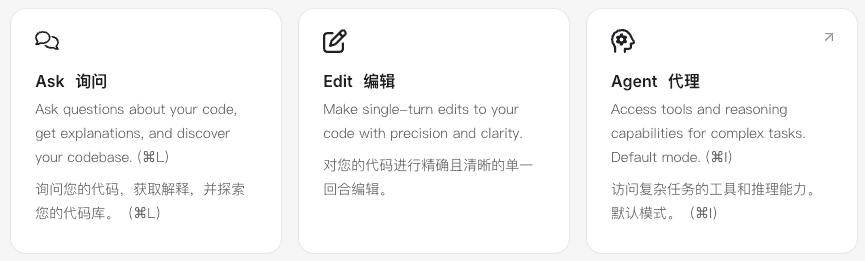 Ask 询问
Ask questions about your code,
get explanations, and discover
your codebase. (⌘L)
询问您的代码，获取解释，并探索
您的代码库。（⌘L）
Edit 编辑
Make single-turn edits to your
code with precision and clarity.
对您的代码进行精确且清晰的单一
回合编辑。
Agent 代理
Access tools and reasoning
capabilities for complex tasks.
Default mode. (⌘I)
访问复杂任务的工具和推理能力。
默认模式。（⌘I）